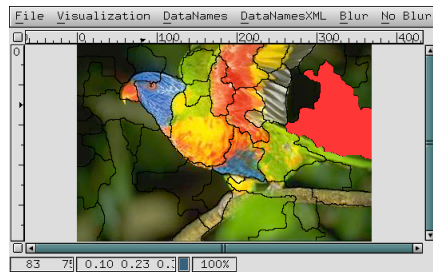 File Visualization DataNames DataNamesXML Blur No Blur
0 100 200 300 400
0
83 75 0.10 0.23 0.: 100%